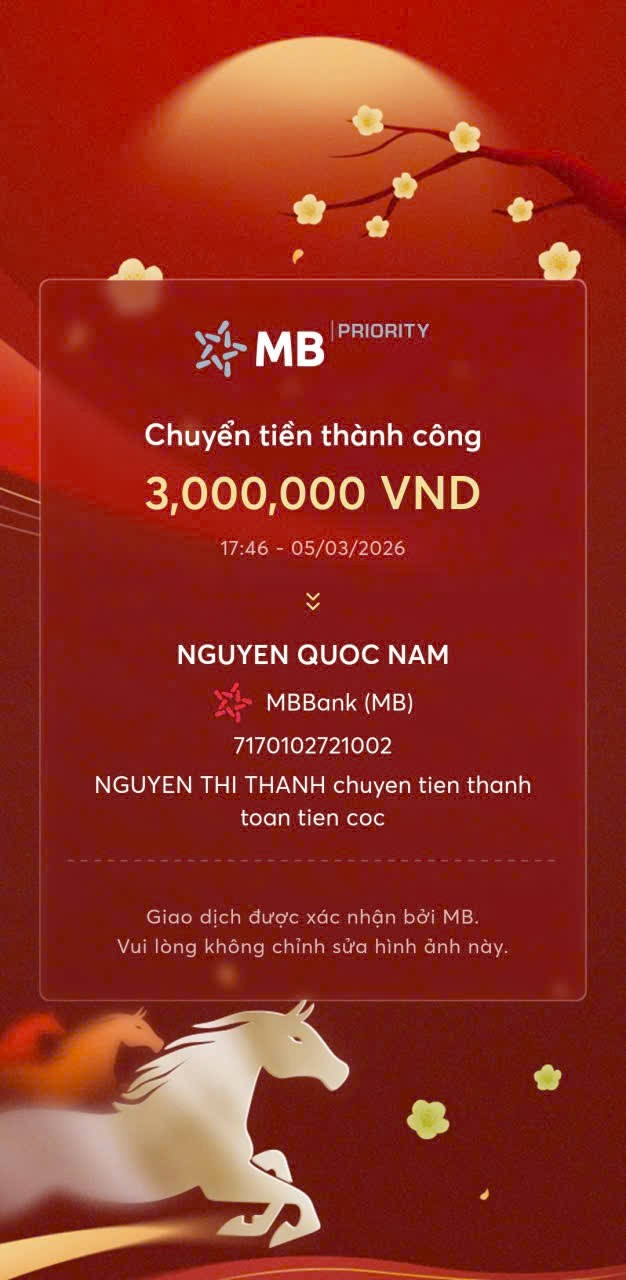 MB PRIORITY
Chuyển tiền thành công
3,000,000 VND
17:46 - 05/03/2026
NGUYEN QUOC NAM
MBBank (MB)
7170102721002
NGUYEN THI THANH chuyen tien thanh
toan tien coc
Giao dịch được xác nhận bởi MB.
Vui lòng không chỉnh sửa hình ảnh này.